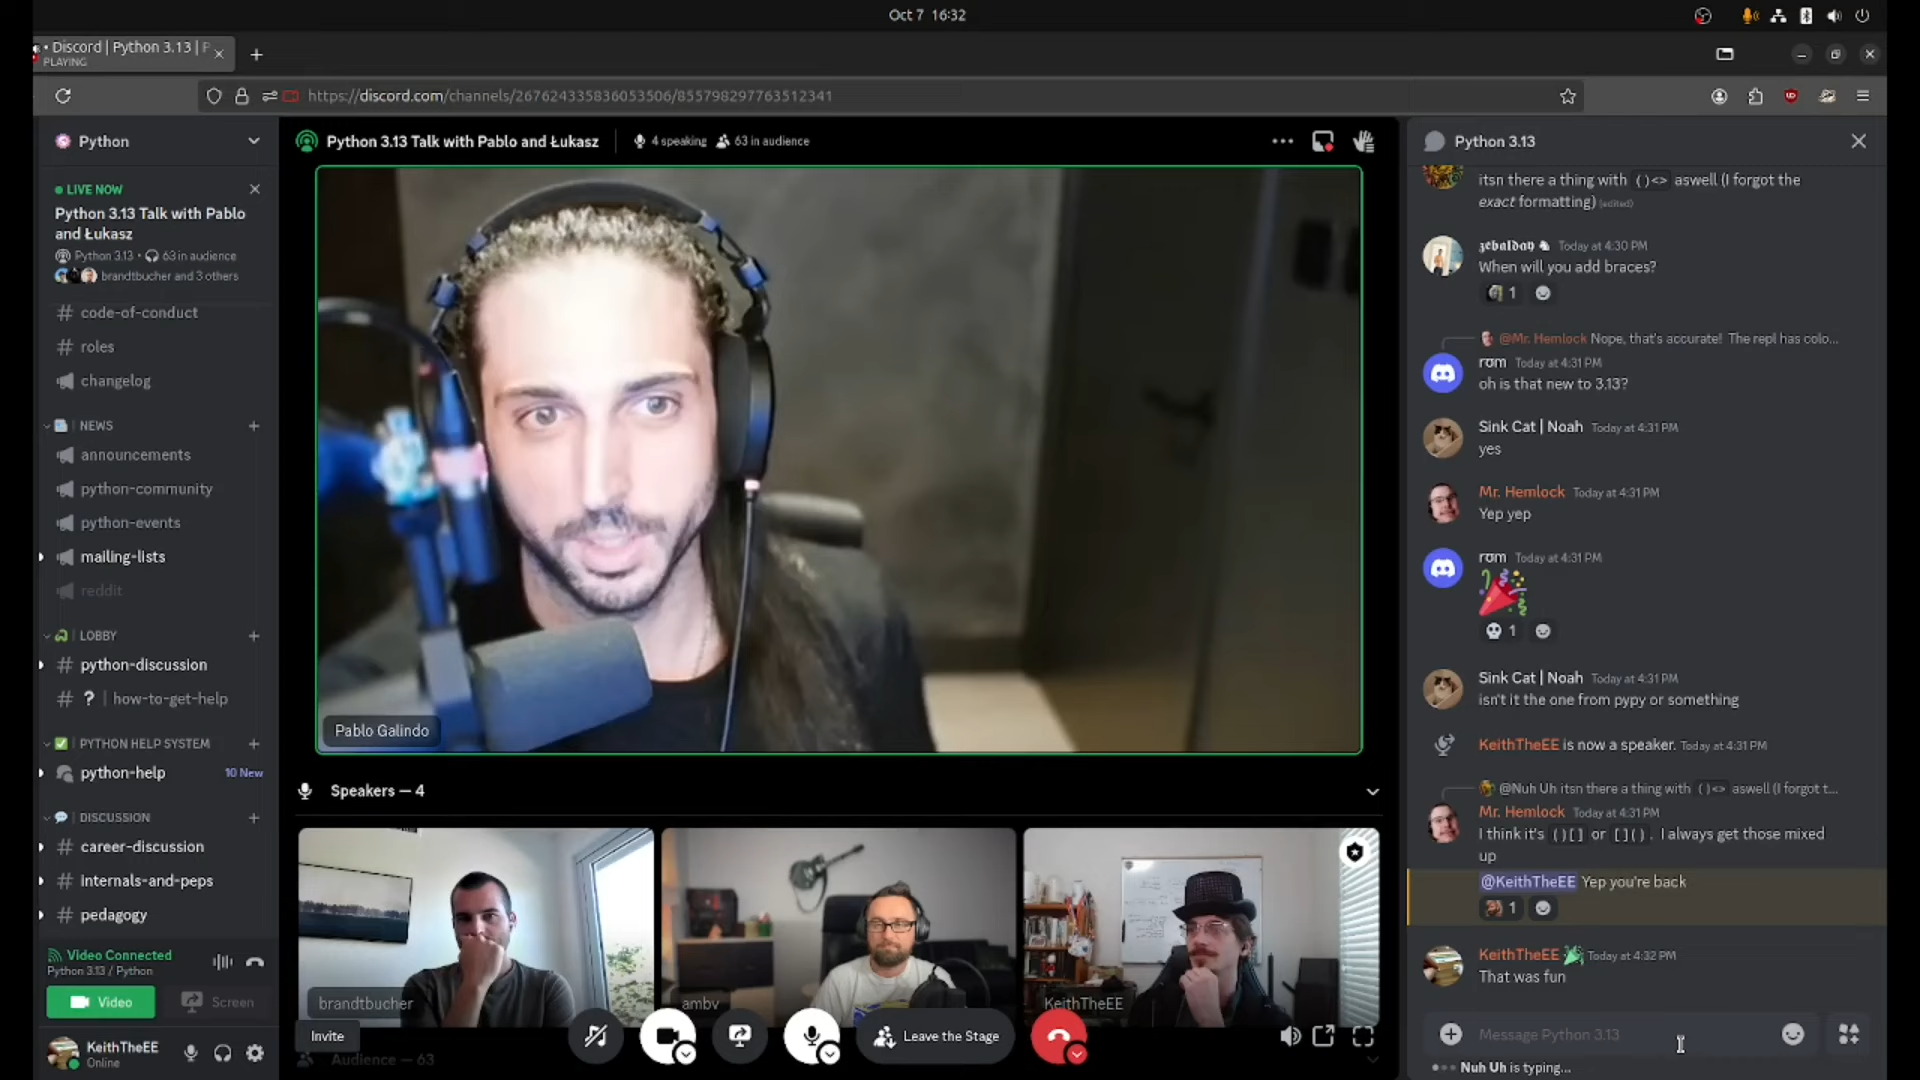 Oct 7 16:32
Discord | Python 3.13 | P
PLAYING
https://discord.com/channels/267624335836053506/855798297763512341
Python
LIVE NOW
Python 3.13 Talk with Pablo
and Łukasz
Python 3.13 • 63 in audience
brandtbucher and 3 others
code-of-conduct
roles
changelog
NEWS
announcements
python-community
python-events
mailing-lists
reddit
LOBBY
python-discussion
? | how-to-get-help
PYTHON HELP SYSTEM
python-help 10 New
DISCUSSION
career-discussion
internals-and-peps
pedagogy
Video Connected
Python 3.13 / Python
Video Screen
KeithTheEE
Online
Python 3.13 Talk with Pablo and Łukasz 4 speaking 63 in audience
Pablo Galindo
Speakers — 4
brandtbucher
ambv
KeithTheEE
Invite
Leave the Stage
Audience — 63
Python 3.13
itsn there a thing with ()<> aswell (I forgot the
exact formatting) (edited)
zebalday Today at 4:30 PM
When will you add braces?
1
@Mr. Hemlock Nope, that's accurate! The repl has colo...
rom Today at 4:31 PM
oh is that new to 3.13?
Sink Cat | Noah Today at 4:31 PM
yes
Mr. Hemlock Today at 4:31 PM
Yep yep
rom Today at 4:31 PM
1
Sink Cat | Noah Today at 4:31 PM
isn't it the one from pypy or something
KeithTheEE is now a speaker. Today at 4:31 PM
@Nuh Uh itsn there a thing with ()<> aswell (I forgot t...
Mr. Hemlock Today at 4:31 PM
I think it's ()[] or [](). I always get those mixed
up
@KeithTheEE Yep you're back
1
KeithTheEE Today at 4:32 PM
That was fun
Message Python 3.13
Nuh Uh is typing...